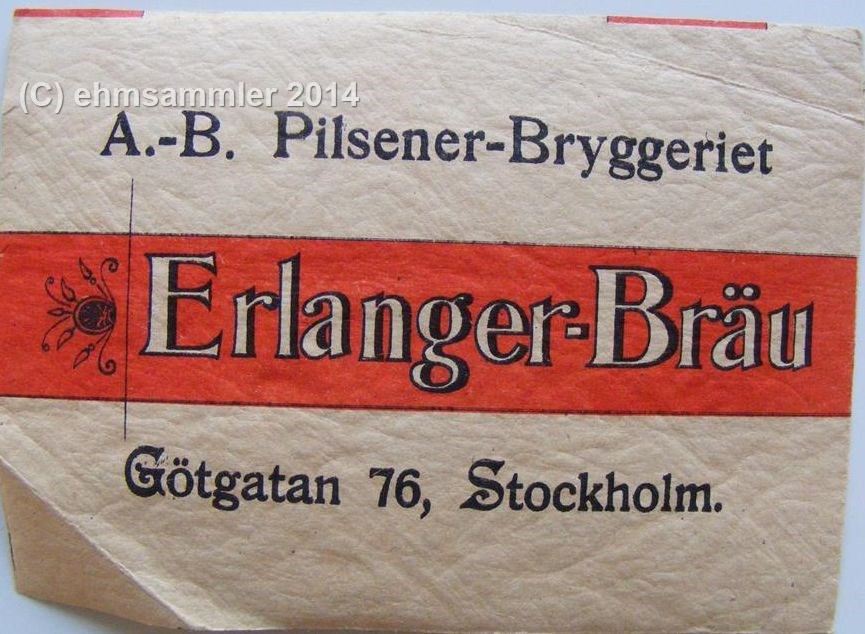 (C) ehmsammler 2014
A.-B. Pilsener-Bryggeriet
Erlanger-Bräu
Götgatan 76, Stockholm.